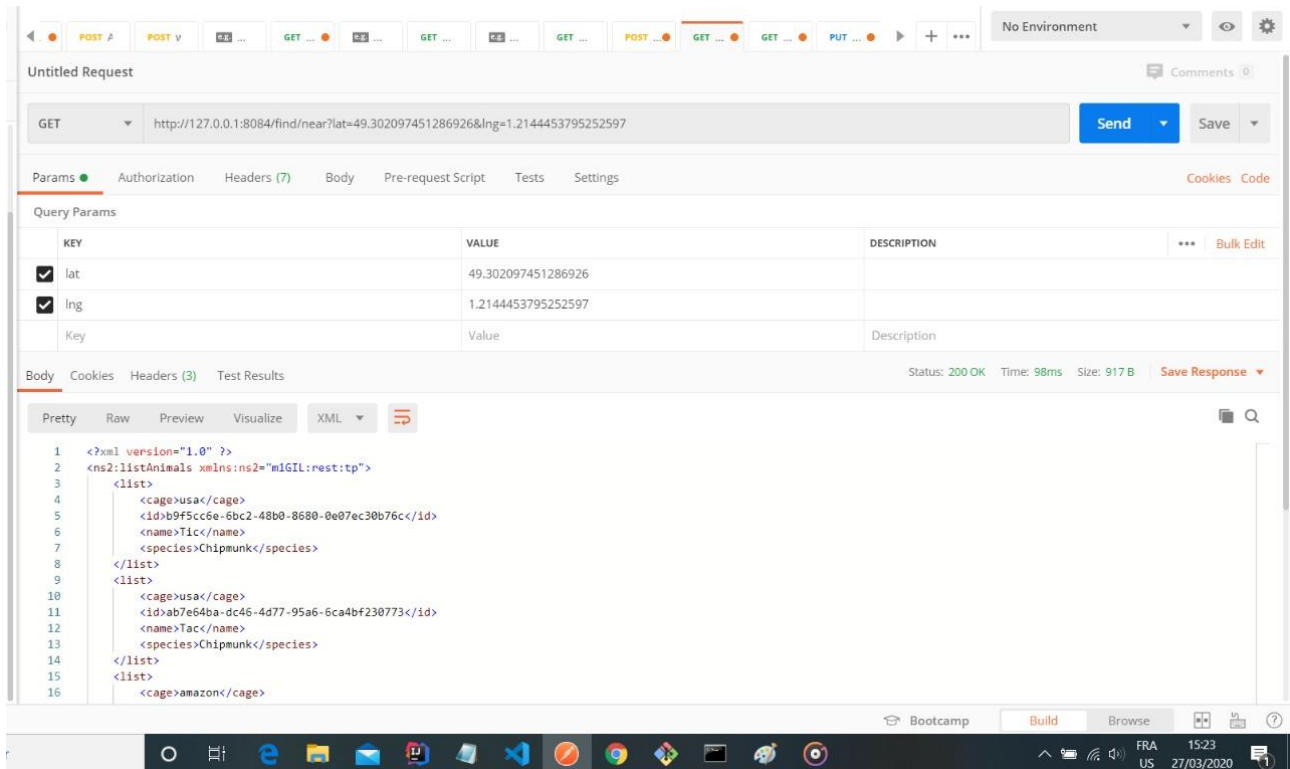 POST A POST v e.g. ... GET ... e.g. ... GET ... e.g. ... GET ... POST ... GET ... GET ... PUT ... + ••• No Environment
Untitled Request Comments 0
GET http://127.0.0.1:8084/find/near?lat=49.302097451286926&lng=1.2144453795252597 Send Save
Params Authorization Headers (7) Body Pre-request Script Tests Settings Cookies Code
Query Params
KEY VALUE DESCRIPTION ••• Bulk Edit
lat 49.302097451286926
lng 1.2144453795252597
Key Value Description
Body Cookies Headers (3) Test Results Status: 200 OK Time: 98ms Size: 917 B Save Response
Pretty Raw Preview Visualize XML
1 <?xml version="1.0" ?>
2 <ns2:listAnimals xmlns:ns2="m1GIL:rest:tp">
3 <list>
4 <cage>usa</cage>
5 <id>b9f5cc6e-6bc2-48b0-8680-0e07ec30b76c</id>
6 <name>Tic</name>
7 <species>Chipmunk</species>
8 </list>
9 <list>
10 <cage>usa</cage>
11 <id>ab7e64ba-dc46-4d77-95a6-6ca4bf230773</id>
12 <name>Tac</name>
13 <species>Chipmunk</species>
14 </list>
15 <list>
16 <cage>amazon</cage>
Bootcamp Build Browse
FRA 15:23
US 27/03/2020